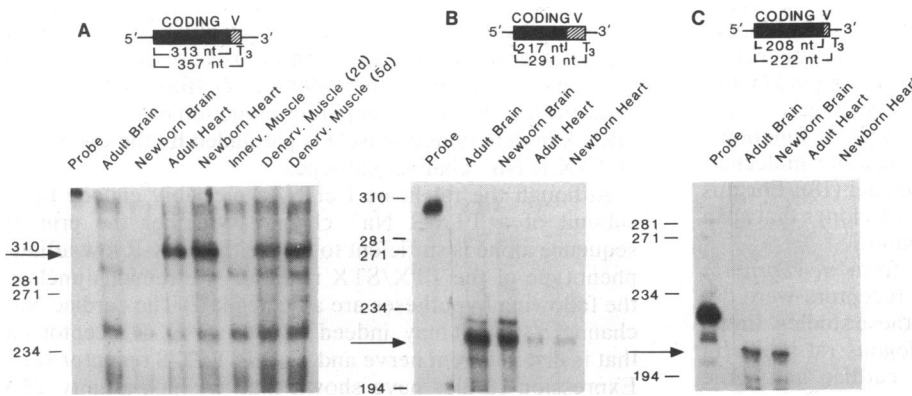 A
CODING V
5' 3'
313 nt T3
357 nt
Probe
Adult Brain
Newborn Brain
Adult Heart
Newborn Heart
Innerv. Muscle
Denerv. Muscle (2d)
Denerv. Muscle (5d)
310
281
271
234
B
CODING V
5' 3'
217 nt T3
291 nt
Probe
Adult Brain
Newborn Brain
Adult Heart
Newborn Heart
310
281
271
234
194
C
CODING V
5' 3'
208 nt T3
222 nt
Probe
Adult Brain
Newborn Brain
Adult Heart
Newborn Heart
281
271
234
194